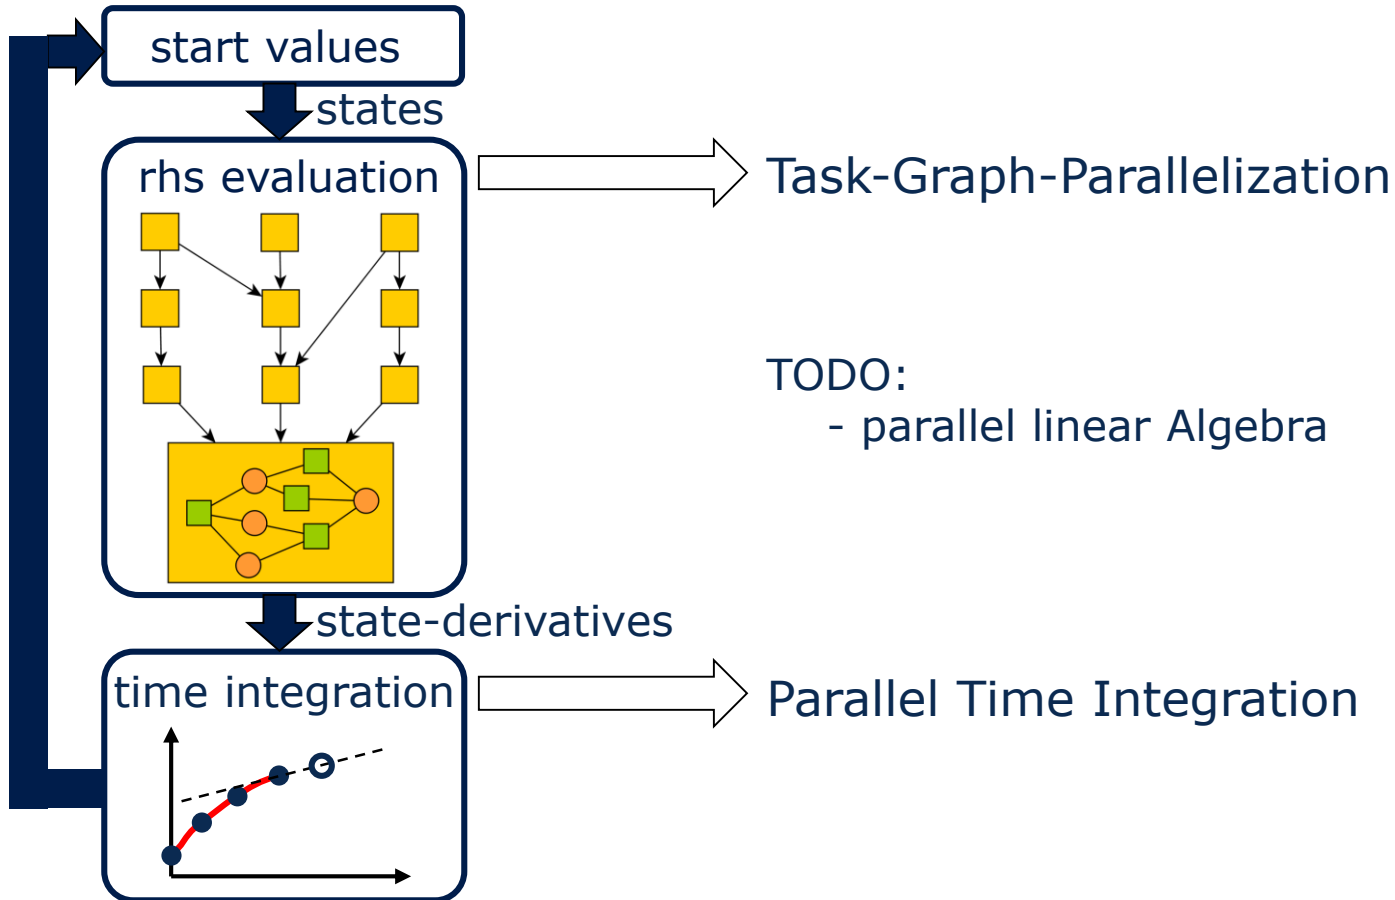 start values
states
rhs evaluation
Task-Graph-Parallelization
TODO:
- parallel linear Algebra
state-derivatives
time integration
Parallel Time Integration